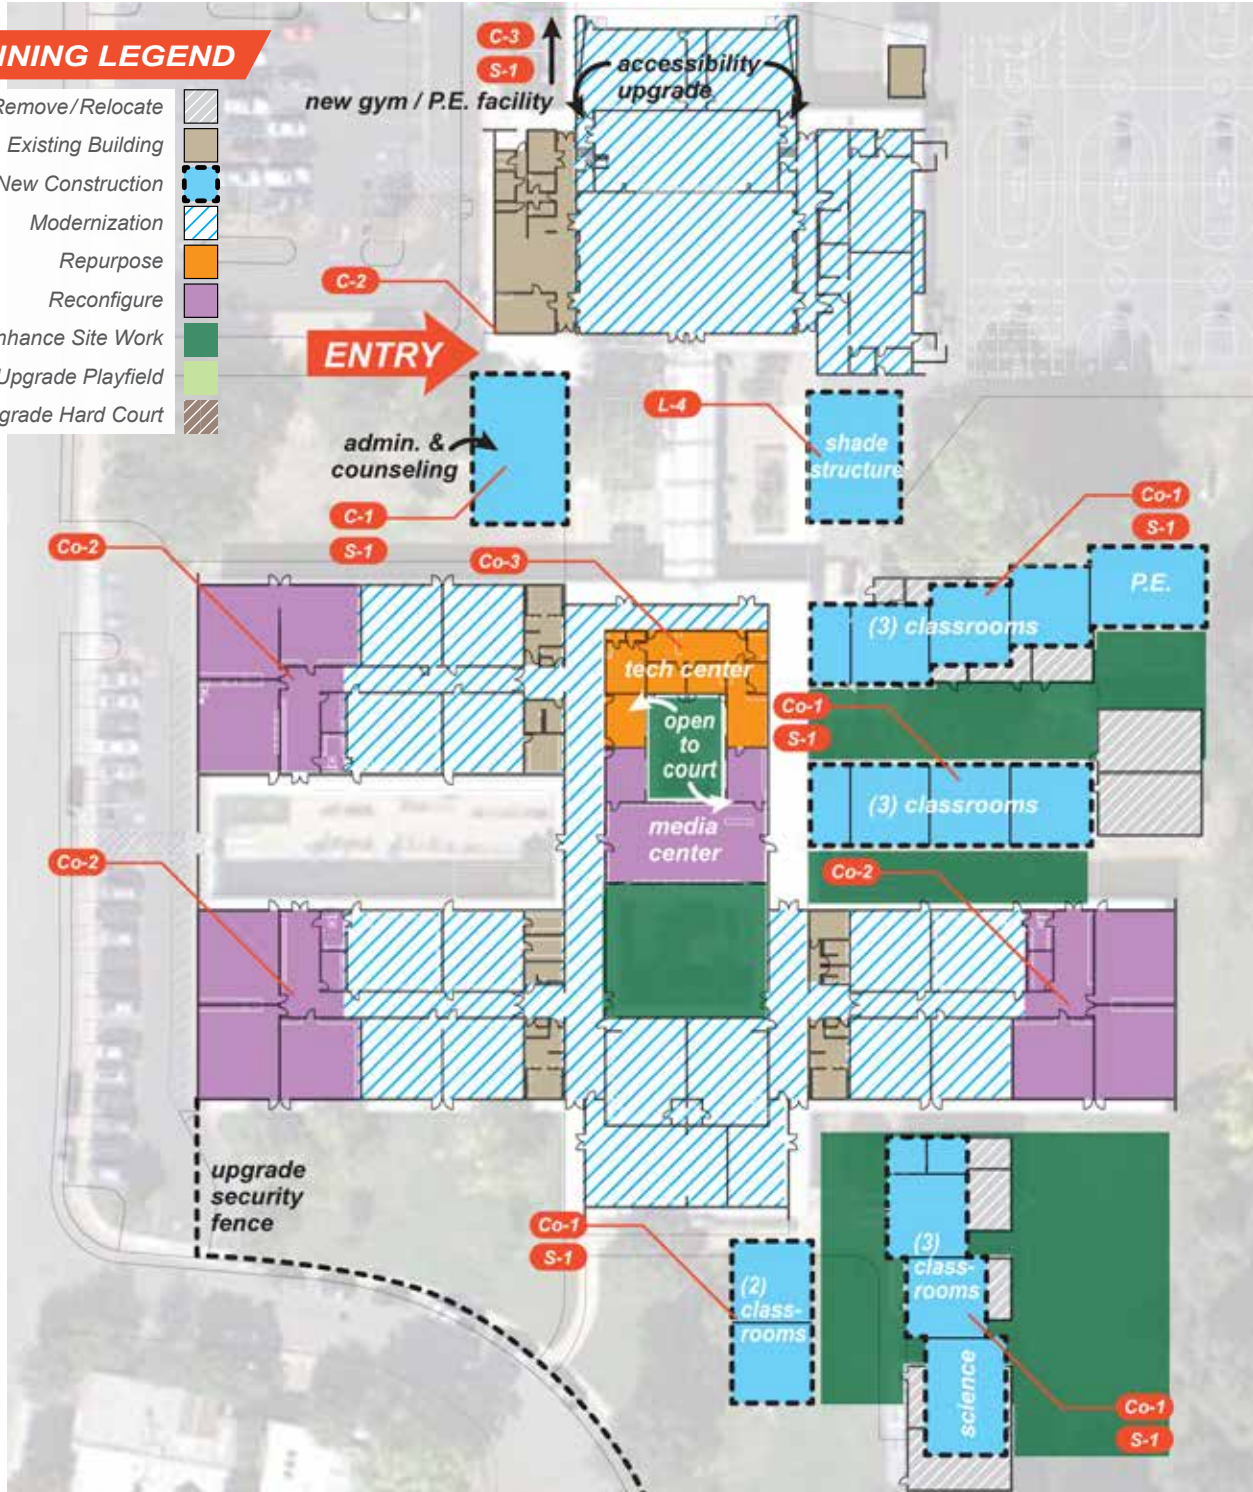 NING LEGEND
Remove/Relocate
Existing Building
New Construction
Modernization
Repurpose
Reconfigure
nhance Site Work
Upgrade Playfield
grade Hard Court
C-3
S-1
new gym / P.E. facility
accessibility
upgrade
C-2
ENTRY
L-4
admin. &
counseling
shade
structure
C-1
S-1
Co-1
S-1
Co-2
Co-3
P.E.
(3) classrooms
tech center
Co-1
S-1
open
to
court
(3) classrooms
media
center
Co-2
Co-2
upgrade
security
fence
Co-1
S-1
(2)
class-
rooms
(3)
class-
rooms
science
Co-1
S-1